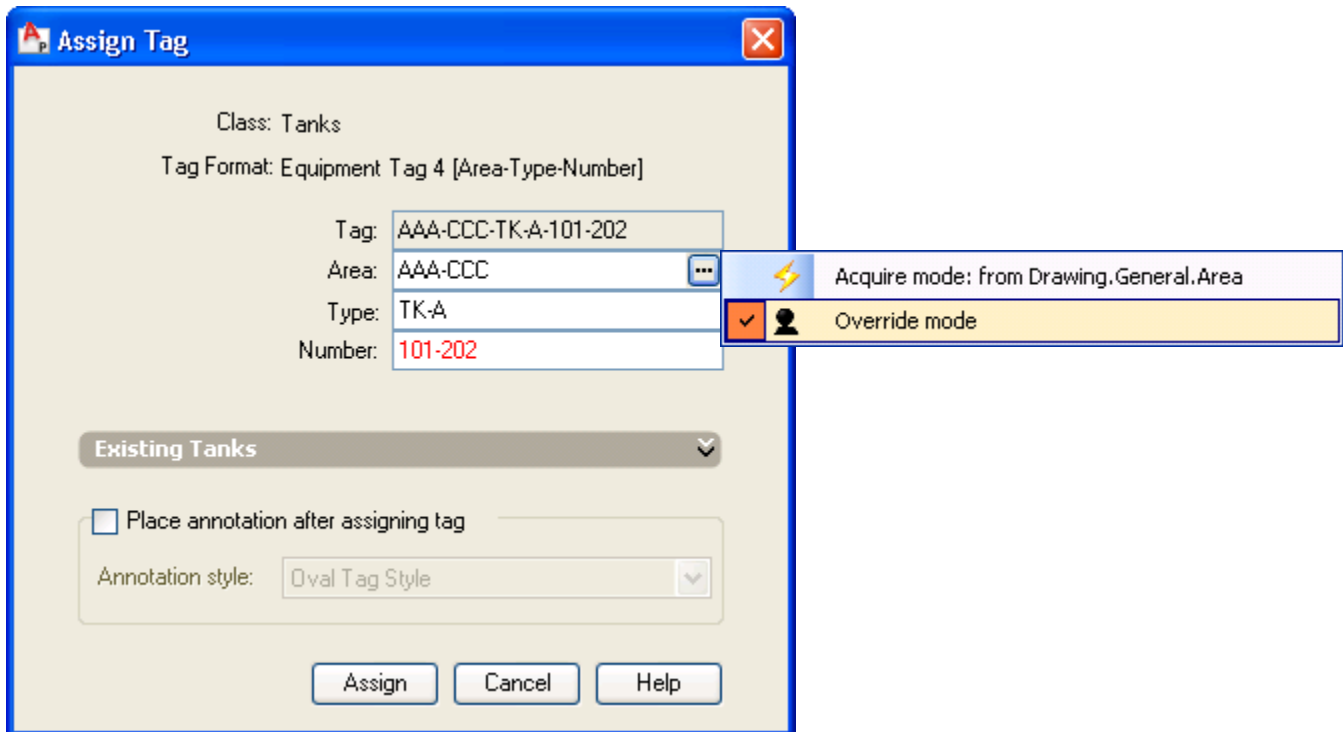 Assign Tag
Class: Tanks
Tag Format: Equipment Tag 4 [Area-Type-Number]
Tag: AAA-CCC-TK-A-101-202
Area: AAA-CCC ...
Acquire mode: from Drawing.General.Area
Type: TK-A
Override mode
Number: 101-202
Existing Tanks
Place annotation after assigning tag
Annotation style: Oval Tag Style
Assign Cancel Help